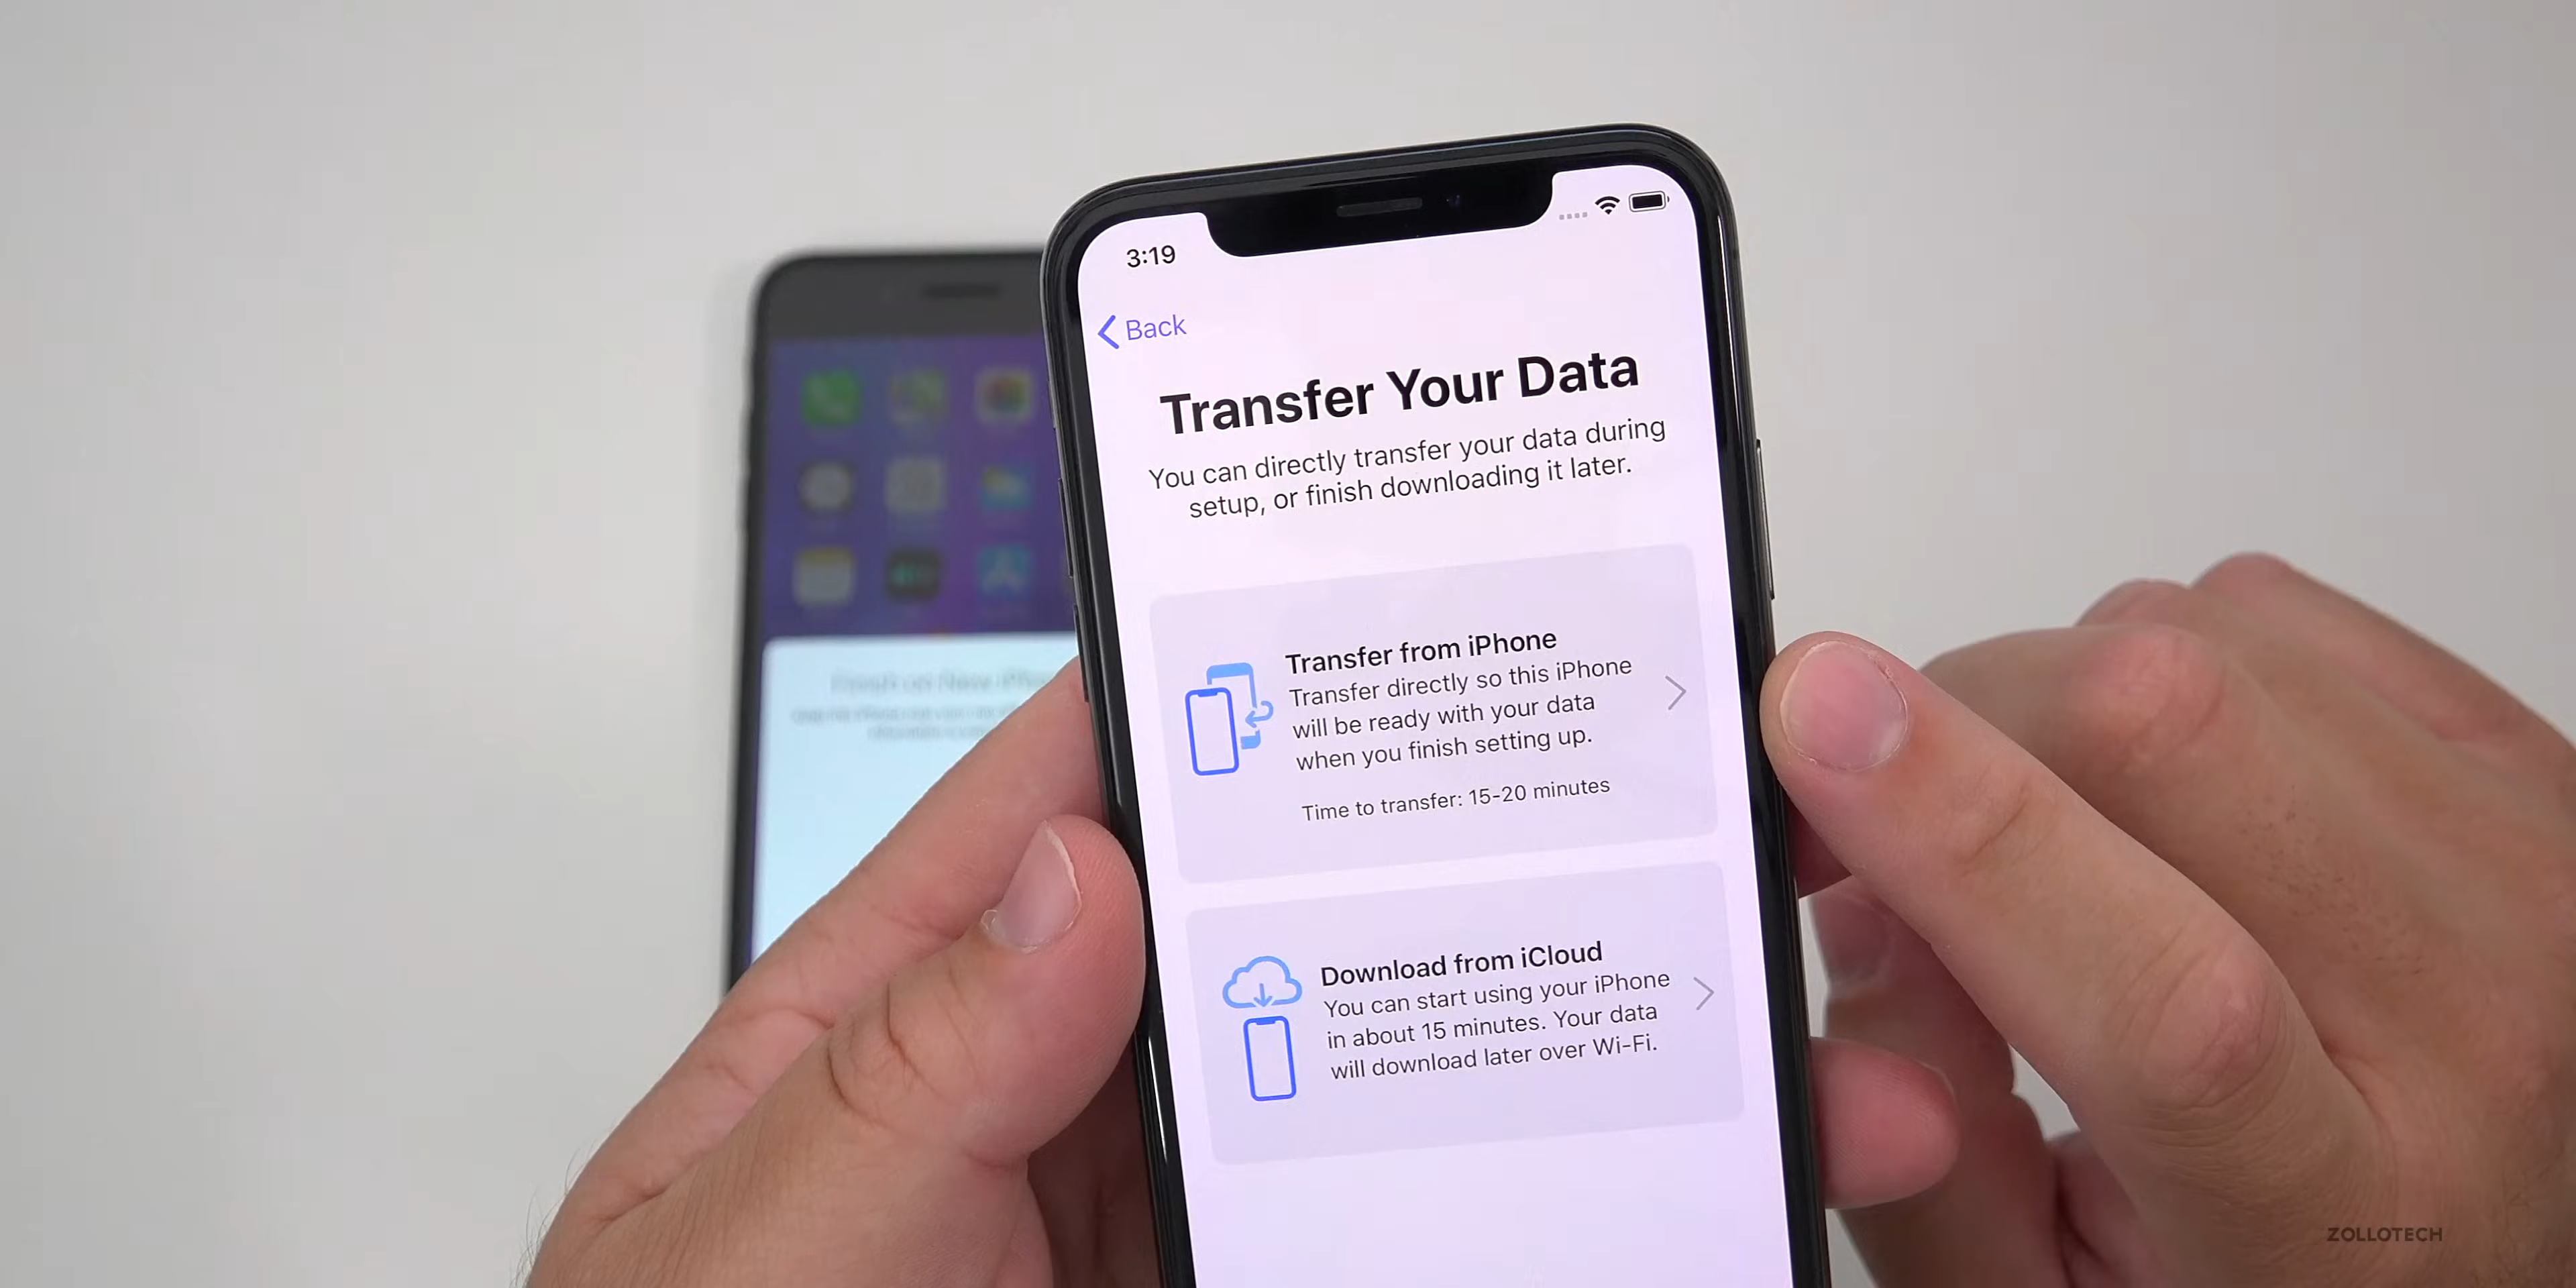 3:19
Back
Transfer Your Data
You can directly transfer your data during
setup, or finish downloading it later.
Transfer from iPhone
Transfer directly so this iPhone
will be ready with your data
when you finish setting up.
Time to transfer: 15-20 minutes
Download from iCloud
You can start using your iPhone
in about 15 minutes. Your data
will download later over Wi-Fi.
ZOLLOTECH